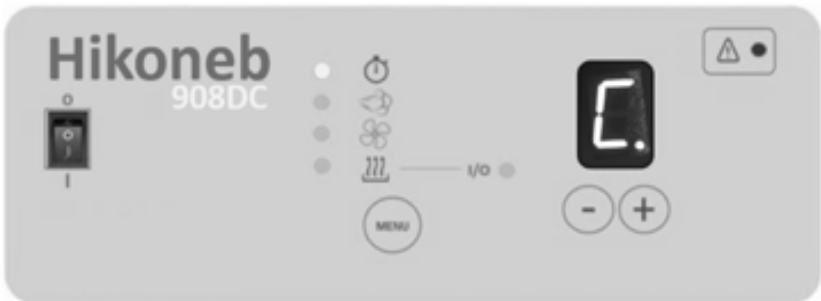 Hikoneb
908DC
O
I
I/O
C.
- +
MENU